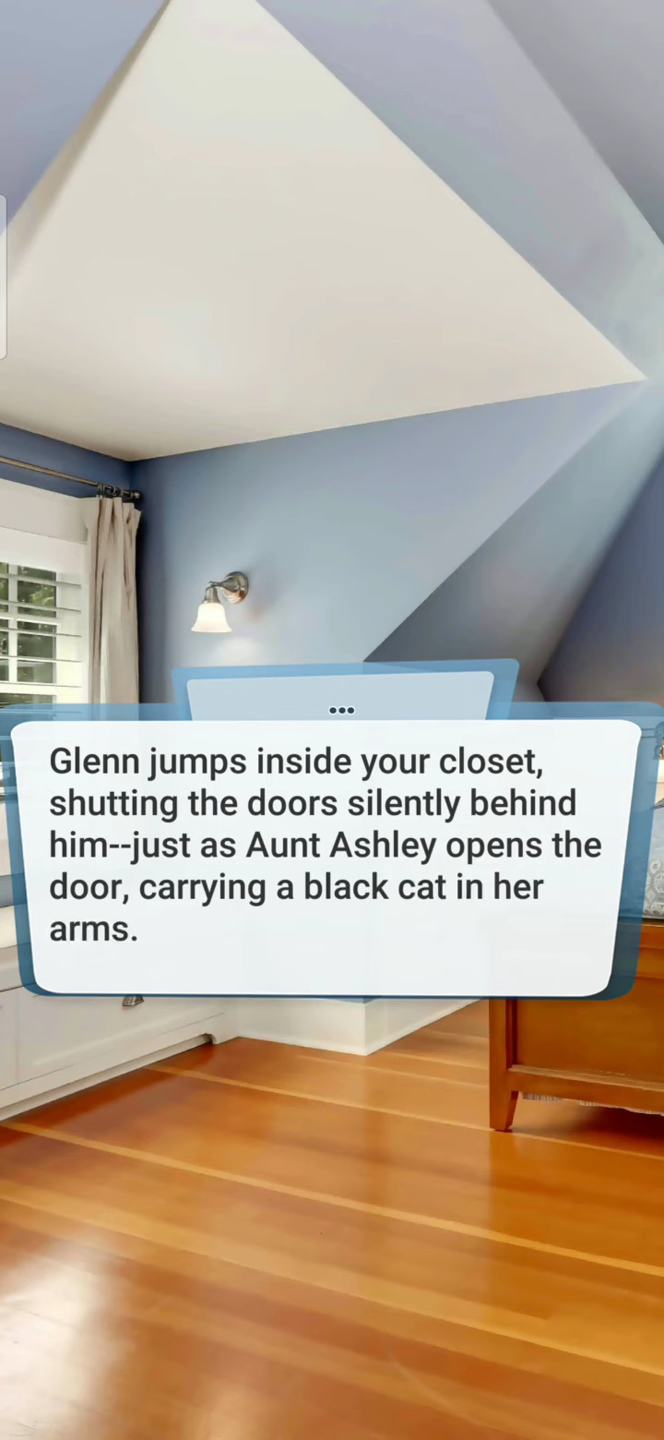 •••
Glenn jumps inside your closet,
shutting the doors silently behind
him--just as Aunt Ashley opens the
door, carrying a black cat in her
arms.